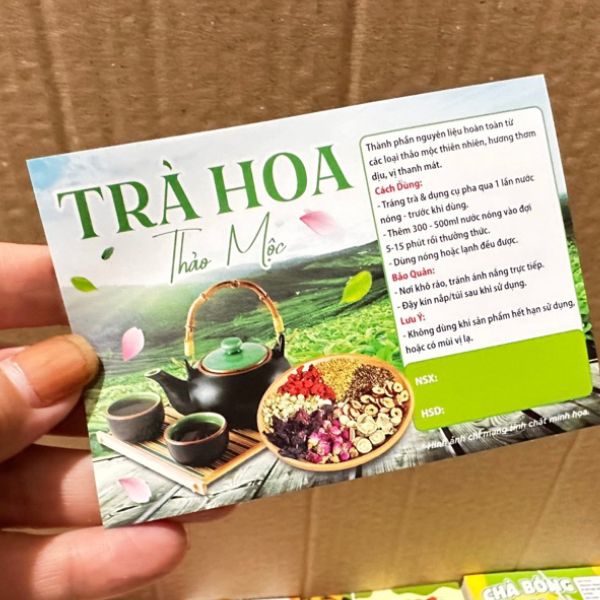 TRÀ HOA
Thảo Mộc
Thành phần nguyên liệu hoàn toàn từ
các loại thảo mộc thiên nhiên, hương thơm
dịu, vị thanh mát.
Cách Dùng:
- Tráng trà & dụng cụ pha qua 1 lần nước
nóng - trước khi dùng.
- Thêm 300 - 500ml nước nóng vào đợi
5-15 phút rồi thưởng thức.
- Dùng nóng hoặc lạnh đều được.
Bảo Quản:
- Nơi khô ráo, tránh ánh nắng trực tiếp.
- Đậy kín nắp/túi sau khi sử dụng.
Lưu Ý:
- Không dùng khi sản phẩm hết hạn sử dụng,
hoặc có mùi vị lạ.
NSX:
HSD:
*Hình ảnh chỉ mang tính chất minh họa.
CHÀ BÔNG